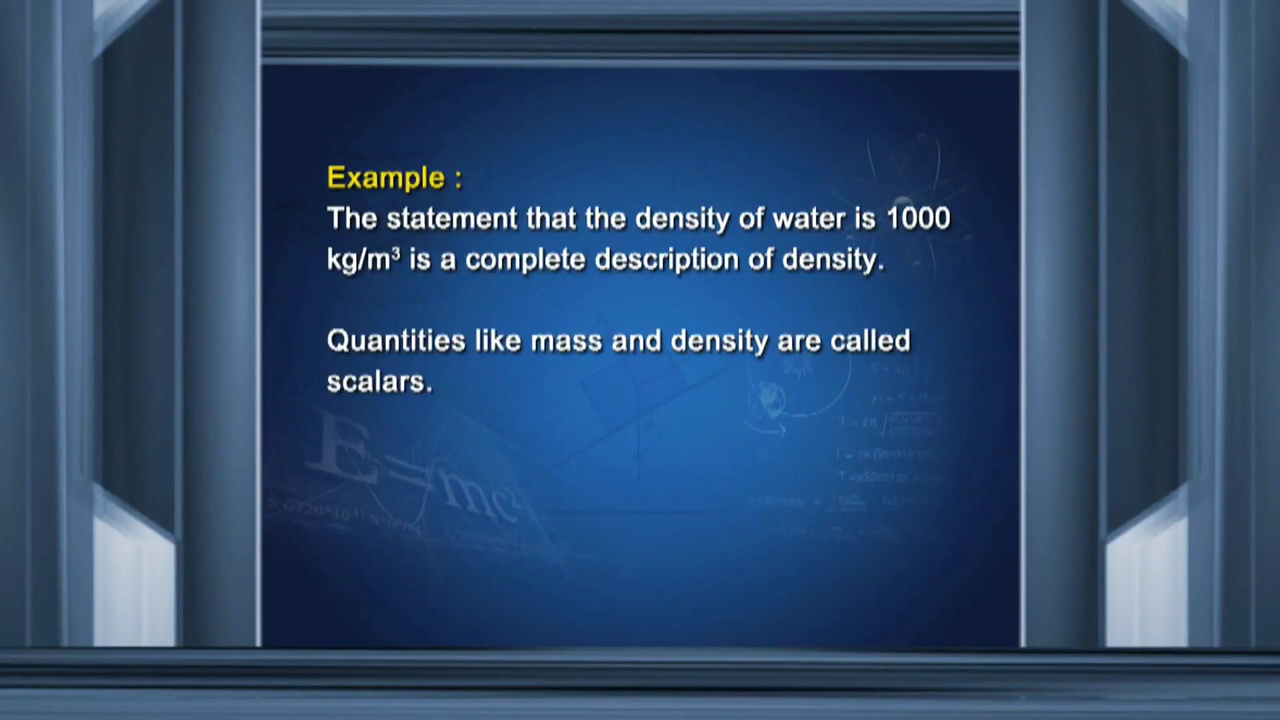 Example :
The statement that the density of water is 1000
kg/m³ is a complete description of density.
Quantities like mass and density are called
scalars.
E=mc²